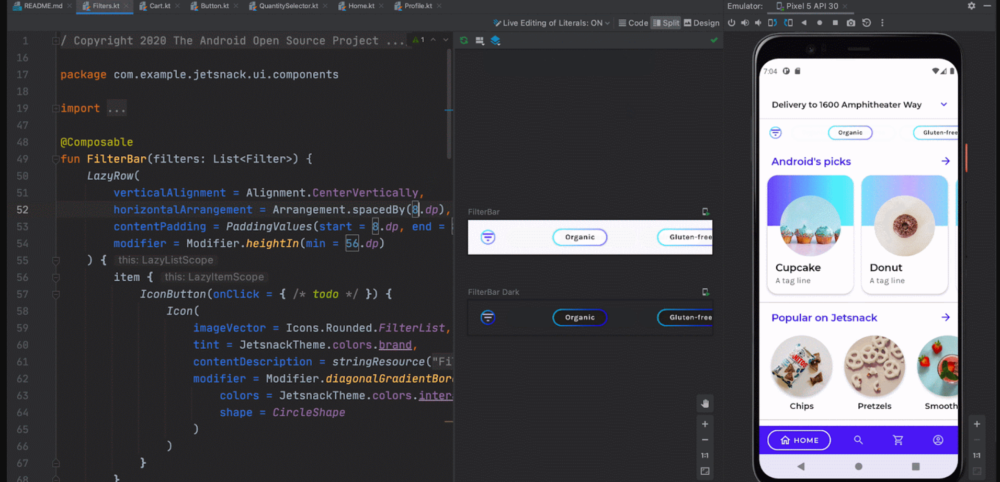 README.md
Filters.kt
Cart.kt
Button.kt
QuantitySelector.kt
Home.kt
Profile.kt
Emulator:
Pixel 5 API 30
Live Editing of Literals: ON
Code
Split
Design
1 / Copyright 2020 The Android Open Source Project ...
1
16
17 package com.example.jetsnack.ui.components
18
19 import ...
47
48 @Composable
49 fun FilterBar(filters: List<Filter>) {
50 LazyRow(
51 verticalAlignment = Alignment.CenterVertically,
52 horizontalArrangement = Arrangement.spacedBy(8.dp),
53 contentPadding = PaddingValues(start = 8.dp, end =
54 modifier = Modifier.heightIn(min = 56.dp)
55 ) { this: LazyListScope
56 item { this: LazyItemScope
57 IconButton(onClick = { /* todo */ }) {
58 Icon(
59 imageVector = Icons.Rounded.FilterList,
60 tint = JetsnackTheme.colors.brand,
61 contentDescription = stringResource("Fi
62 modifier = Modifier.diagonalGradientBor
63 colors = JetsnackTheme.colors.inter
64 shape = CircleShape
65 )
66 )
67 }
68 }
FilterBar
Organic
Gluten-free
FilterBar Dark
Organic
Gluten-free
1:1
7:04
Delivery to 1600 Amphitheater Way
Organic
Gluten-free
Android's picks
Cupcake
A tag line
Donut
A tag line
Popular on Jetsnack
Chips
Pretzels
Smooth
HOME
1:1